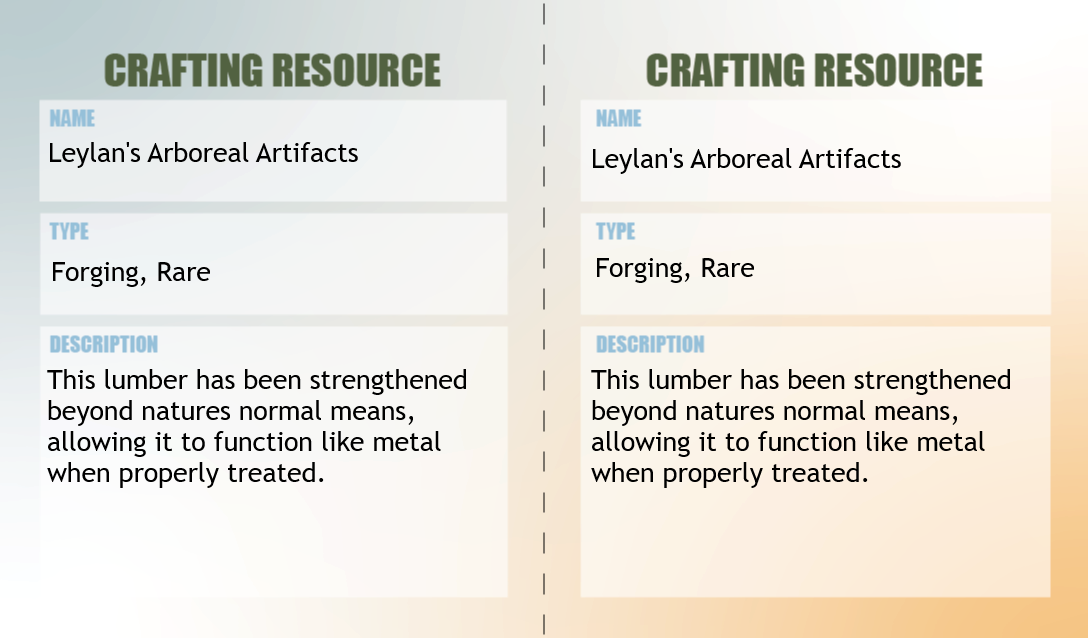 CRAFTING RESOURCE
NAME
Leylan's Arboreal Artifacts
TYPE
Forging, Rare
DESCRIPTION
This lumber has been strengthened
beyond natures normal means,
allowing it to function like metal
when properly treated.
CRAFTING RESOURCE
NAME
Leylan's Arboreal Artifacts
TYPE
Forging, Rare
DESCRIPTION
This lumber has been strengthened
beyond natures normal means,
allowing it to function like metal
when properly treated.